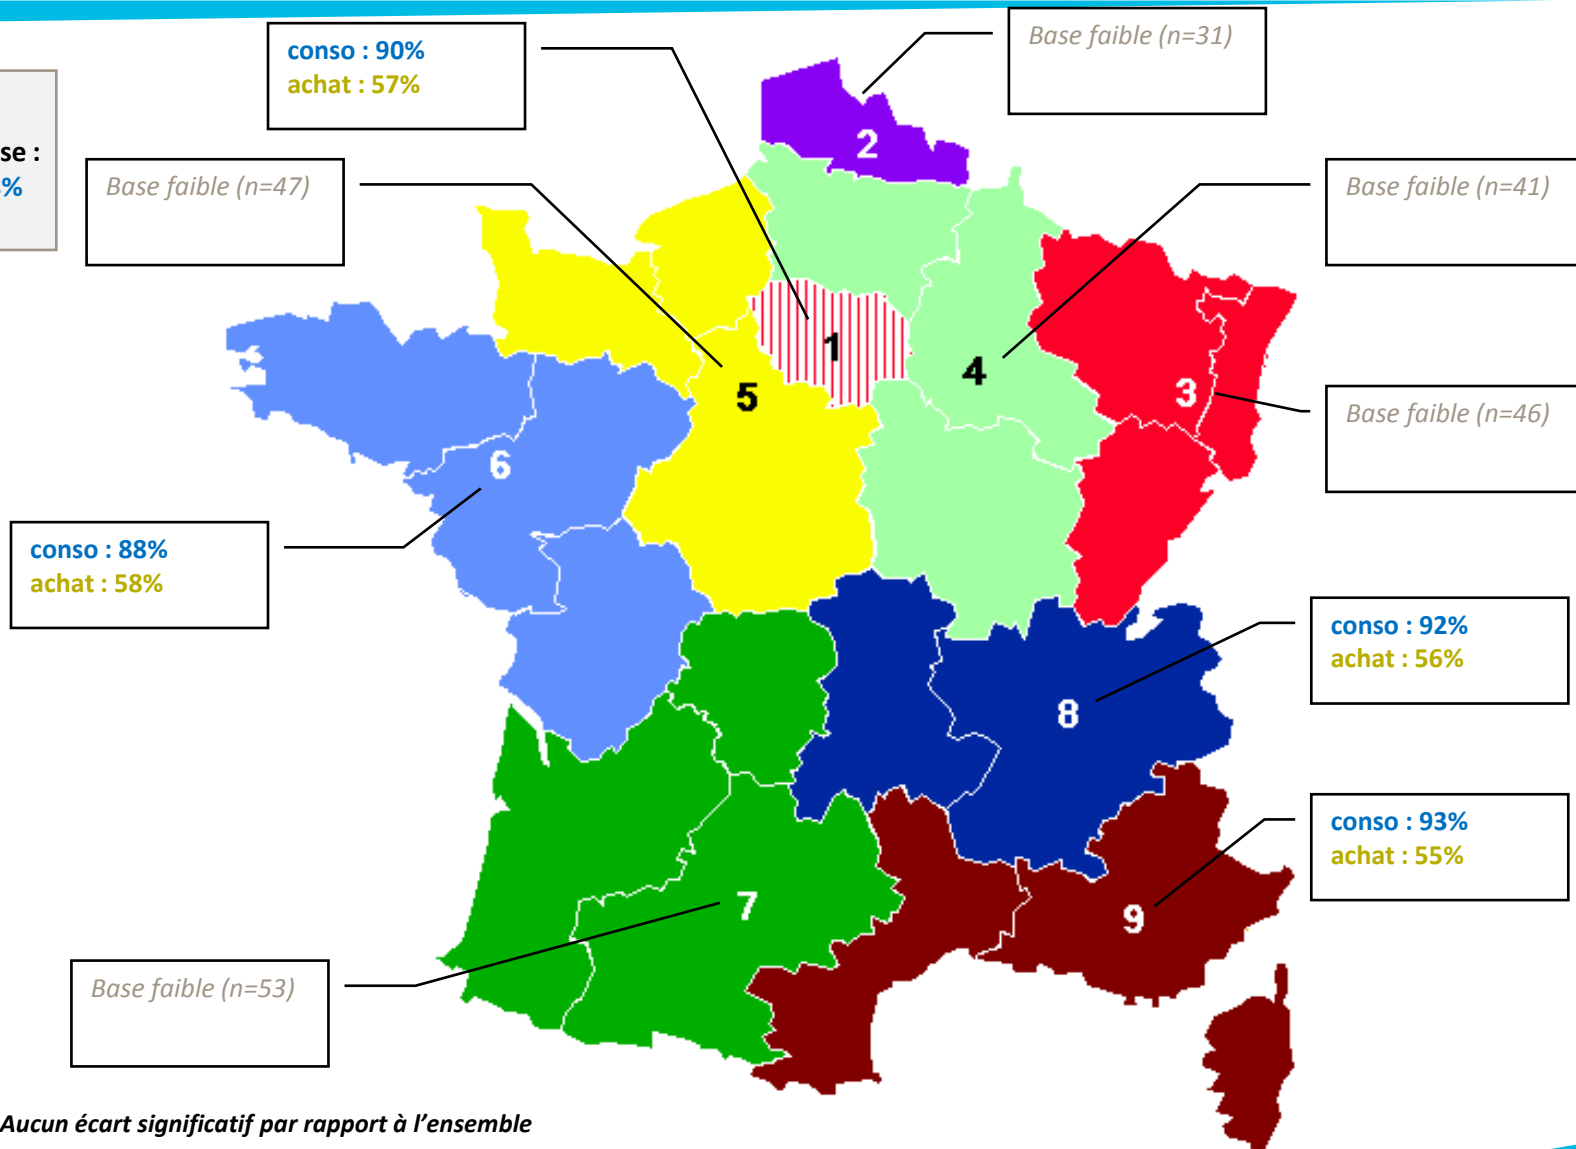 conso : 90%
achat : 57%
Base faible (n=31)
se :
%
Base faible (n=47)
Base faible (n=41)
2
1
4
5
3
Base faible (n=46)
6
conso : 88%
achat : 58%
conso : 92%
achat : 56%
8
conso : 93%
achat : 55%
7
9
Base faible (n=53)
Aucun écart significatif par rapport à l’ensemble